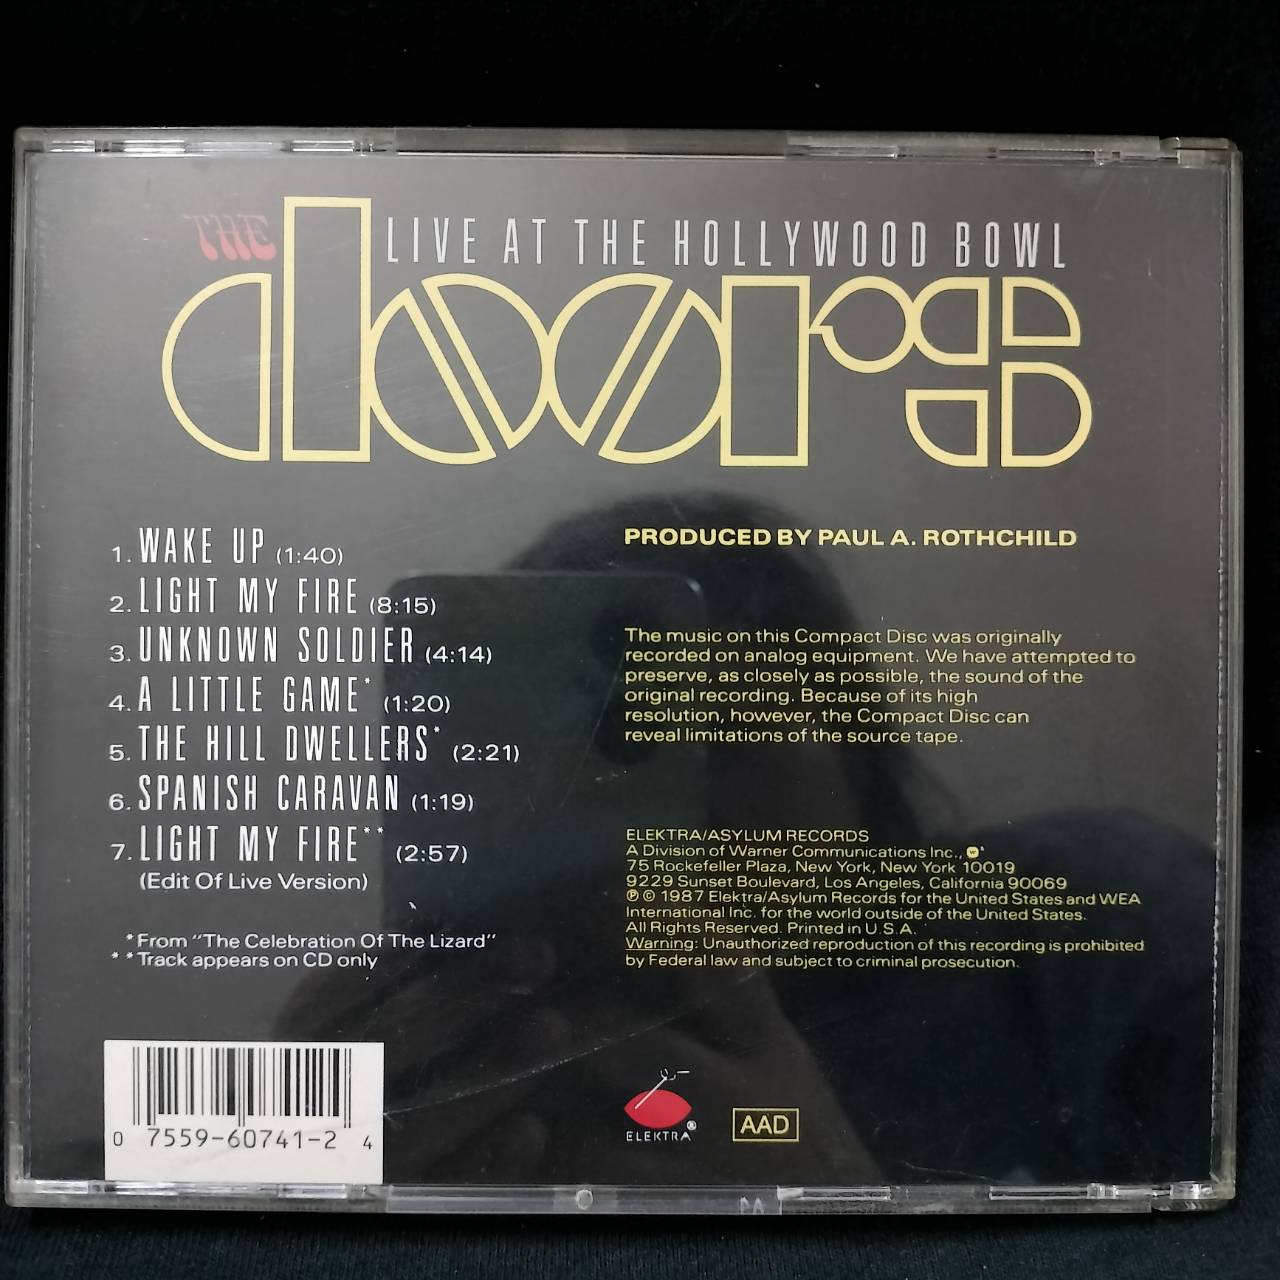 THE
LIVE AT THE HOLLYWOOD BOWL
doors
1. WAKE UP (1:40)
2. LIGHT MY FIRE (8:15)
3. UNKNOWN SOLDIER (4:14)
4. A LITTLE GAME* (1:20)
5. THE HILL DWELLERS* (2:21)
6. SPANISH CARAVAN (1:19)
7. LIGHT MY FIRE** (2:57)
(Edit Of Live Version)
*From "The Celebration Of The Lizard"
**Track appears on CD only
PRODUCED BY PAUL A. ROTHCHILD
The music on this Compact Disc was originally
recorded on analog equipment. We have attempted to
preserve, as closely as possible, the sound of the
original recording. Because of its high
resolution, however, the Compact Disc can
reveal limitations of the source tape.
ELEKTRA/ASYLUM RECORDS
A Division of Warner Communications Inc.,
75 Rockefeller Plaza, New York, New York 10019
9229 Sunset Boulevard, Los Angeles, California 90069
℗ © 1987 Elektra/Asylum Records for the United States and WEA
International Inc. for the world outside of the United States.
All Rights Reserved. Printed in U.S.A.
Warning: Unauthorized reproduction of this recording is prohibited
by Federal law and subject to criminal prosecution.
0 7559-60741-2 4
ELEKTRA®
AAD